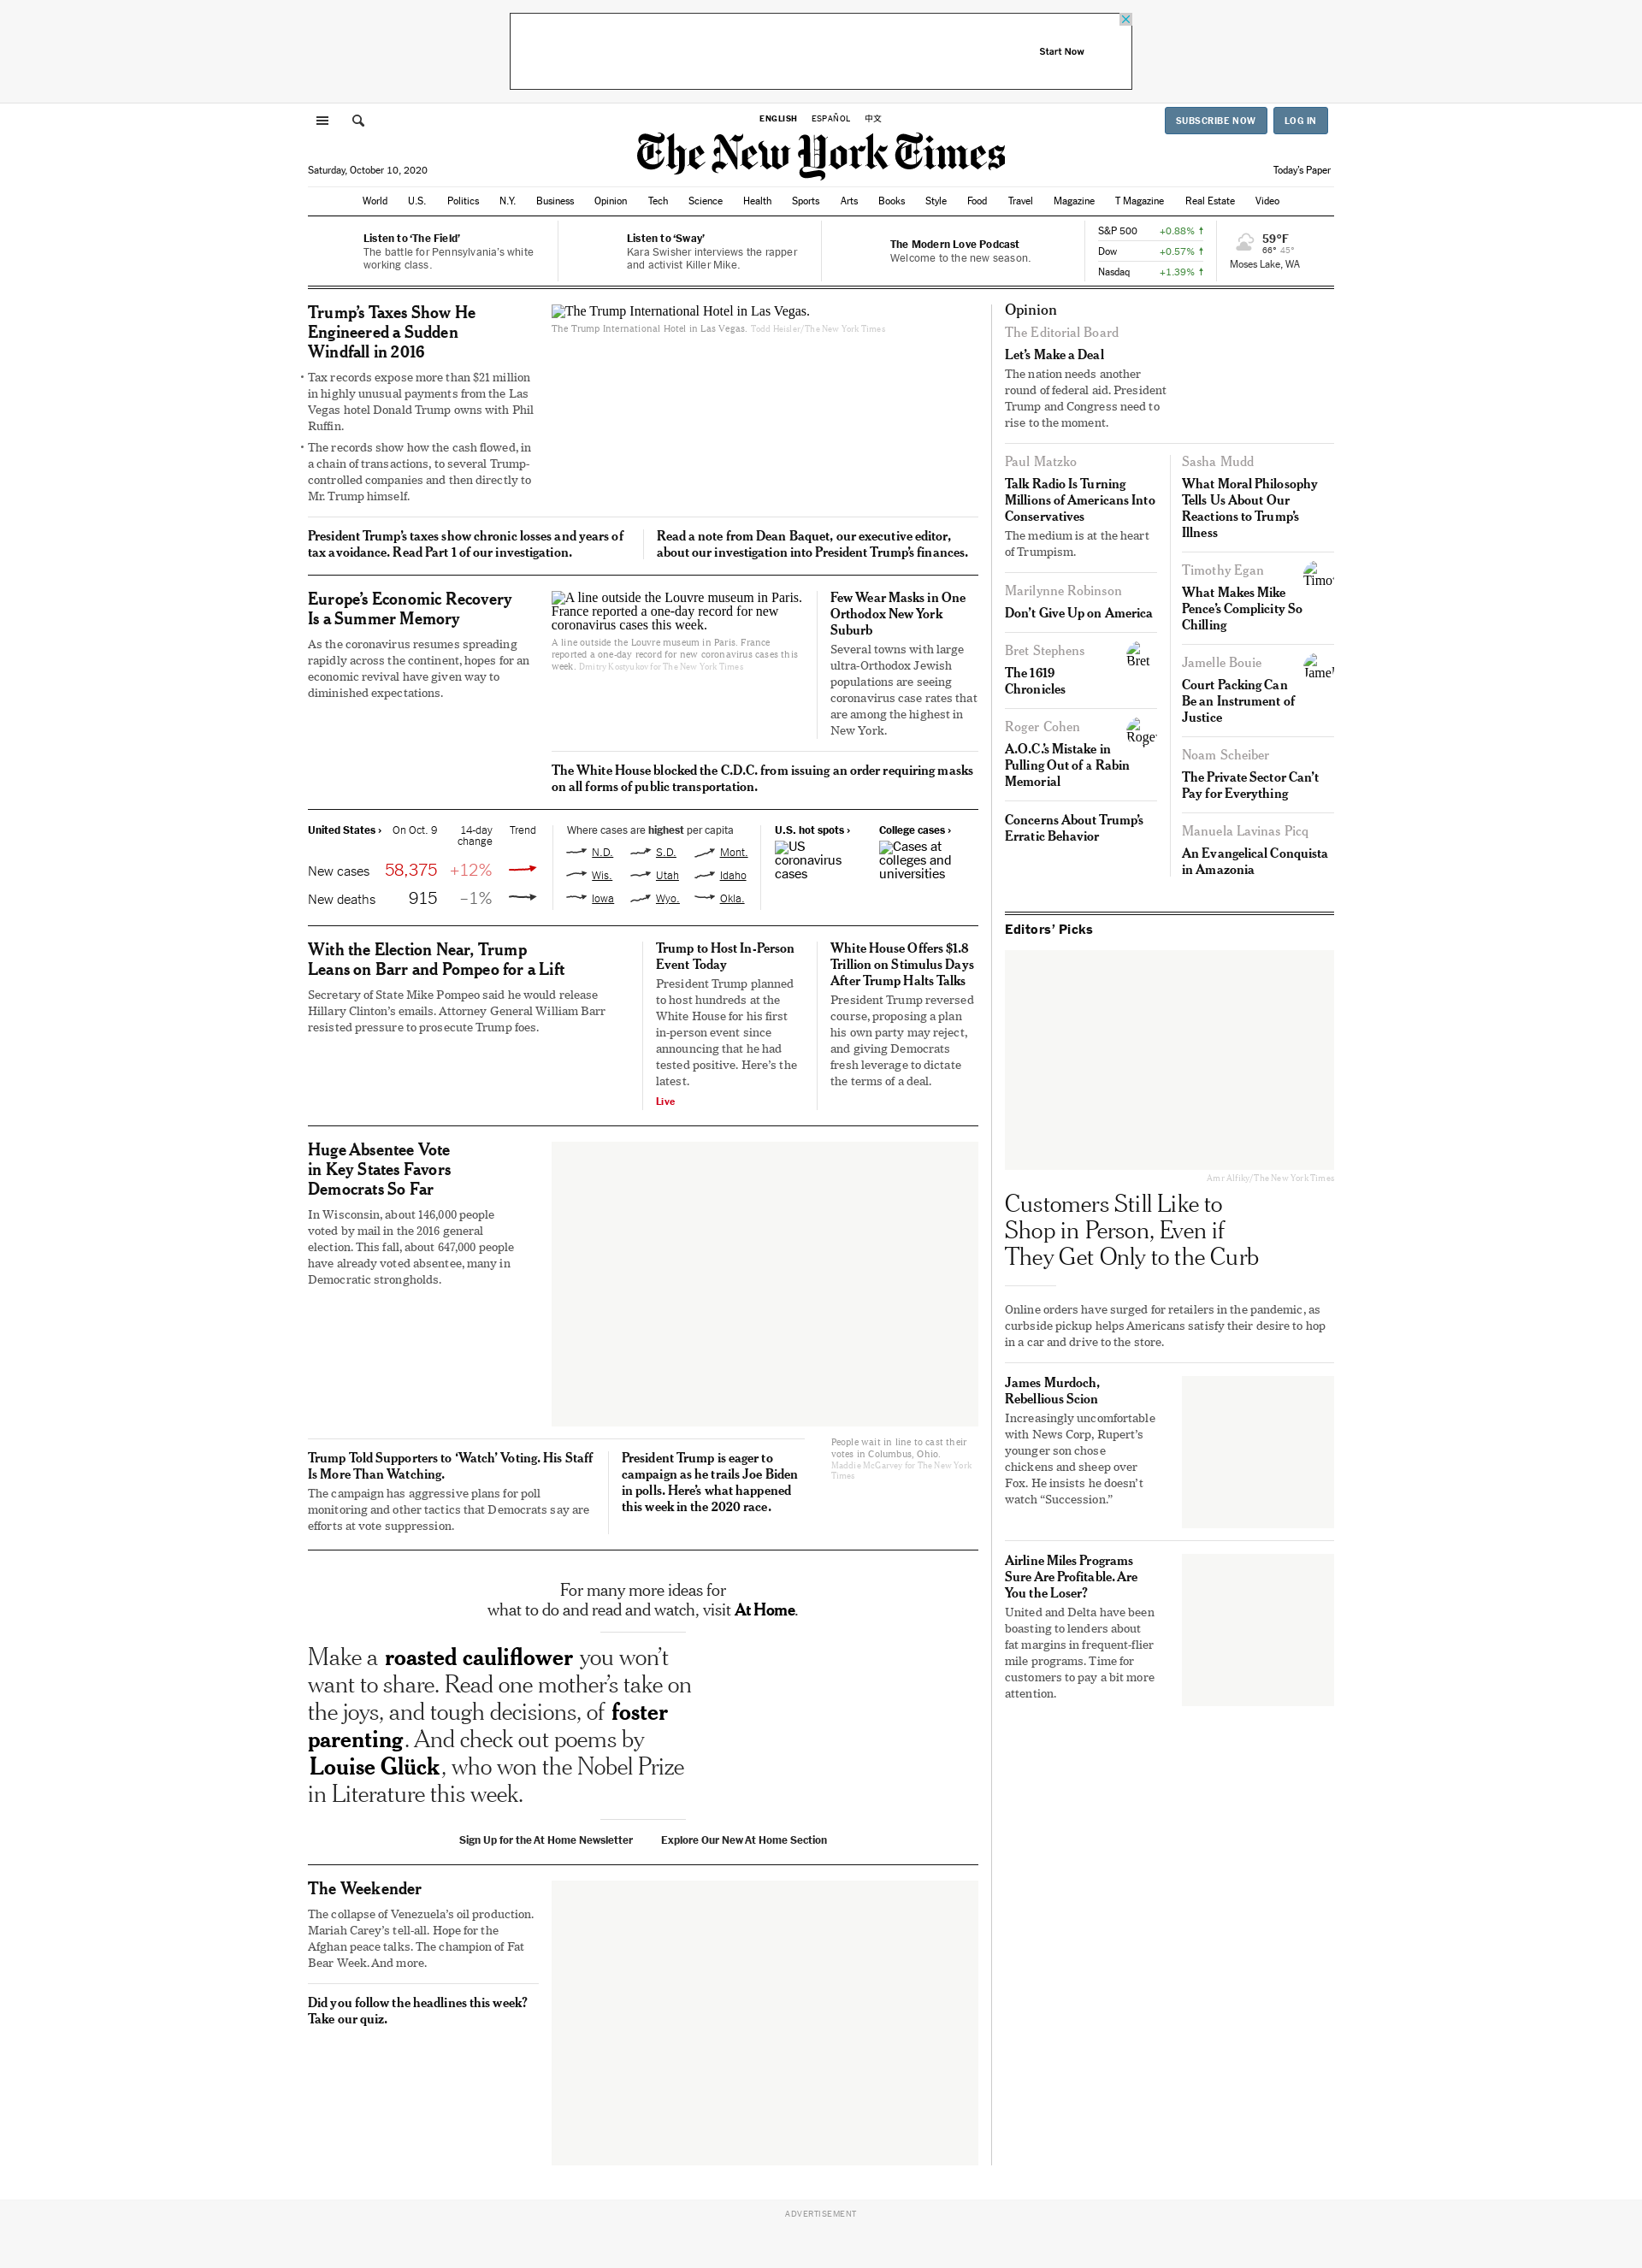 Start Now
ENGLISH ESPAÑOL 中文
SUBSCRIBE NOW LOG IN
The New York Times
Saturday, October 10, 2020
Today's Paper
World U.S. Politics N.Y. Business Opinion Tech Science Health Sports Arts Books Style Food Travel Magazine T Magazine Real Estate Video
Listen to ‘The Field’
The battle for Pennsylvania’s white
working class.
Listen to ‘Sway’
Kara Swisher interviews the rapper
and activist Killer Mike.
The Modern Love Podcast
Welcome to the new season.
S&P 500 +0.88% ↑
Dow +0.57% ↑
Nasdaq +1.39% ↑
59°F
66° 45°
Moses Lake, WA
Trump’s Taxes Show He
Engineered a Sudden
Windfall in 2016
• Tax records expose more than $21 million
in highly unusual payments from the Las
Vegas hotel Donald Trump owns with Phil
Ruffin.
• The records show how the cash flowed, in
a chain of transactions, to several Trump-
controlled companies and then directly to
Mr. Trump himself.
The Trump International Hotel in Las Vegas.
The Trump International Hotel in Las Vegas. Todd Heisler/The New York Times
President Trump’s taxes show chronic losses and years of
tax avoidance. Read Part 1 of our investigation.
Read a note from Dean Baquet, our executive editor,
about our investigation into President Trump’s finances.
Europe’s Economic Recovery
Is a Summer Memory
As the coronavirus resumes spreading
rapidly across the continent, hopes for an
economic revival have given way to
diminished expectations.
A line outside the Louvre museum in Paris.
France reported a one-day record for new
coronavirus cases this week.
A line outside the Louvre museum in Paris. France
reported a one-day record for new coronavirus cases this
week. Dmitry Kostyukov for The New York Times
Few Wear Masks in One
Orthodox New York
Suburb
Several towns with large
ultra-Orthodox Jewish
populations are seeing
coronavirus case rates that
are among the highest in
New York.
The White House blocked the C.D.C. from issuing an order requiring masks
on all forms of public transportation.
United States › On Oct. 9 14-day
change Trend
New cases 58,375 +12%
New deaths 915 –1%
Where cases are highest per capita
N.D. S.D. Mont.
Wis. Utah Idaho
Iowa Wyo. Okla.
U.S. hot spots ›
US
coronavirus
cases
College cases ›
Cases at
colleges and
universities
With the Election Near, Trump
Leans on Barr and Pompeo for a Lift
Secretary of State Mike Pompeo said he would release
Hillary Clinton’s emails. Attorney General William Barr
resisted pressure to prosecute Trump foes.
Trump to Host In-Person
Event Today
President Trump planned
to host hundreds at the
White House for his first
in-person event since
announcing that he had
tested positive. Here’s the
latest.
Live
White House Offers $1.8
Trillion on Stimulus Days
After Trump Halts Talks
President Trump reversed
course, proposing a plan
his own party may reject,
and giving Democrats
fresh leverage to dictate
the terms of a deal.
Huge Absentee Vote
in Key States Favors
Democrats So Far
In Wisconsin, about 146,000 people
voted by mail in the 2016 general
election. This fall, about 647,000 people
have already voted absentee, many in
Democratic strongholds.
People wait in line to cast their
votes in Columbus, Ohio.
Maddie McGarvey for The New York
Times
Trump Told Supporters to ‘Watch’ Voting. His Staff
Is More Than Watching.
The campaign has aggressive plans for poll
monitoring and other tactics that Democrats say are
efforts at vote suppression.
President Trump is eager to
campaign as he trails Joe Biden
in polls. Here’s what happened
this week in the 2020 race.
For many more ideas for
what to do and read and watch, visit At Home.
Make a roasted cauliflower you won’t
want to share. Read one mother’s take on
the joys, and tough decisions, of foster
parenting. And check out poems by
Louise Glück, who won the Nobel Prize
in Literature this week.
Sign Up for the At Home Newsletter Explore Our New At Home Section
The Weekender
The collapse of Venezuela’s oil production.
Mariah Carey’s tell-all. Hope for the
Afghan peace talks. The champion of Fat
Bear Week. And more.
Did you follow the headlines this week?
Take our quiz.
Opinion
The Editorial Board
Let’s Make a Deal
The nation needs another
round of federal aid. President
Trump and Congress need to
rise to the moment.
Paul Matzko
Talk Radio Is Turning
Millions of Americans Into
Conservatives
The medium is at the heart
of Trumpism.
Marilynne Robinson
Don’t Give Up on America
Bret Stephens
Bret
The 1619
Chronicles
Roger Cohen
Roger
A.O.C.’s Mistake in
Pulling Out of a Rabin
Memorial
Concerns About Trump’s
Erratic Behavior
Sasha Mudd
What Moral Philosophy
Tells Us About Our
Reactions to Trump’s
Illness
Timothy Egan
What Makes Mike
Pence’s Complicity So
Chilling
Jamelle Bouie
Court Packing Can
Be an Instrument of
Justice
Noam Scheiber
The Private Sector Can’t
Pay for Everything
Manuela Lavinas Picq
An Evangelical Conquista
in Amazonia
Editors’ Picks
Amr Alfiky/The New York Times
Customers Still Like to
Shop in Person, Even if
They Get Only to the Curb
Online orders have surged for retailers in the pandemic, as
curbside pickup helps Americans satisfy their desire to hop
in a car and drive to the store.
James Murdoch,
Rebellious Scion
Increasingly uncomfortable
with News Corp, Rupert’s
younger son chose
chickens and sheep over
Fox. He insists he doesn’t
watch “Succession.”
Airline Miles Programs
Sure Are Profitable. Are
You the Loser?
United and Delta have been
boasting to lenders about
fat margins in frequent-flier
mile programs. Time for
customers to pay a bit more
attention.
ADVERTISEMENT